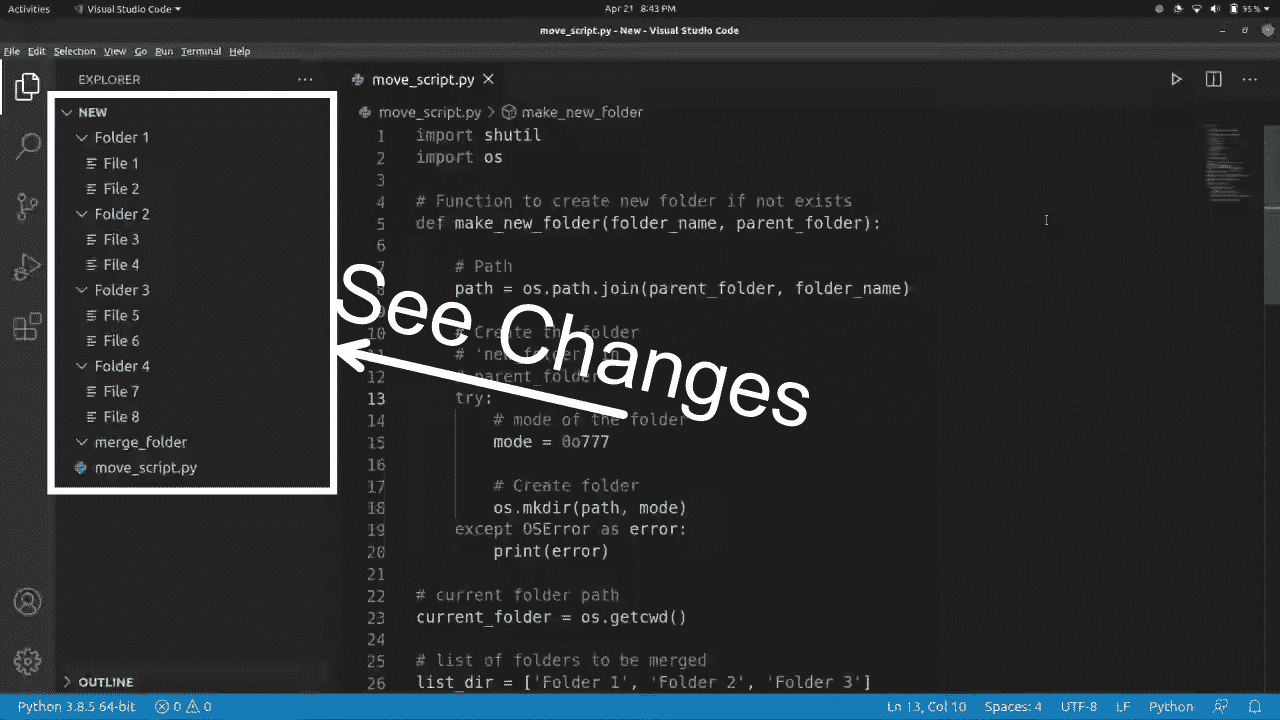 Activities Visual Studio Code Apr 21 8:43 PM 95 %
move_script.py - New - Visual Studio Code
File Edit Selection View Go Run Terminal Help
EXPLORER
NEW
Folder 1
File 1
File 2
Folder 2
File 3
File 4
Folder 3
File 5
File 6
Folder 4
File 7
File 8
merge_folder
move_script.py
OUTLINE
move_script.py
move_script.py > make_new_folder
1 import shutil
2 import os
3
4 # Function to create new folder if not exists
5 def make_new_folder(folder_name, parent_folder):
6
7 # Path
8 path = os.path.join(parent_folder, folder_name)
10 # Create the folder
11 # 'new_folder' in
12 # parent_folder
13 try:
14 # mode of the folder
15 mode = 0o777
16
17 # Create folder
18 os.mkdir(path, mode)
19 except OSError as error:
20 print(error)
21
22 # current folder path
23 current_folder = os.getcwd()
24
25 # list of folders to be merged
26 list_dir = ['Folder 1', 'Folder 2', 'Folder 3']
See Changes
Python 3.8.5 64-bit 0 0 Ln 13, Col 10 Spaces: 4 UTF-8 LF Python